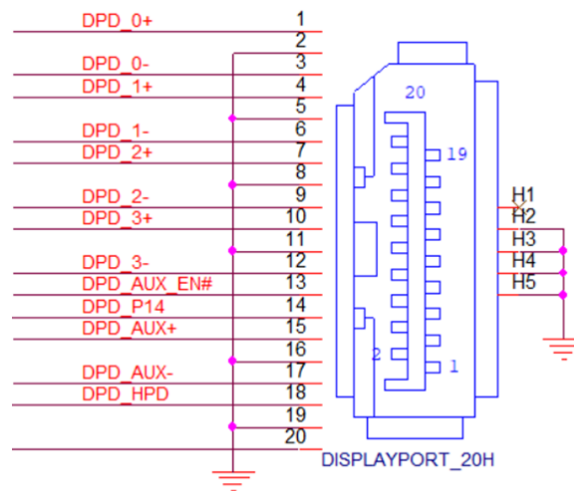 DPD_0+ 1
2
DPD_0- 3
DPD_1+ 4
5
DPD_1- 6
DPD_2+ 7
8
DPD_2- 9
DPD_3+ 10
11
DPD_3- 12
DPD_AUX_EN# 13
DPD_P14 14
DPD_AUX+ 15
16
DPD_AUX- 17
DPD_HPD 18
19
20
20
19
2
1
H1
H2
H3
H4
H5
DISPLAYPORT_20H